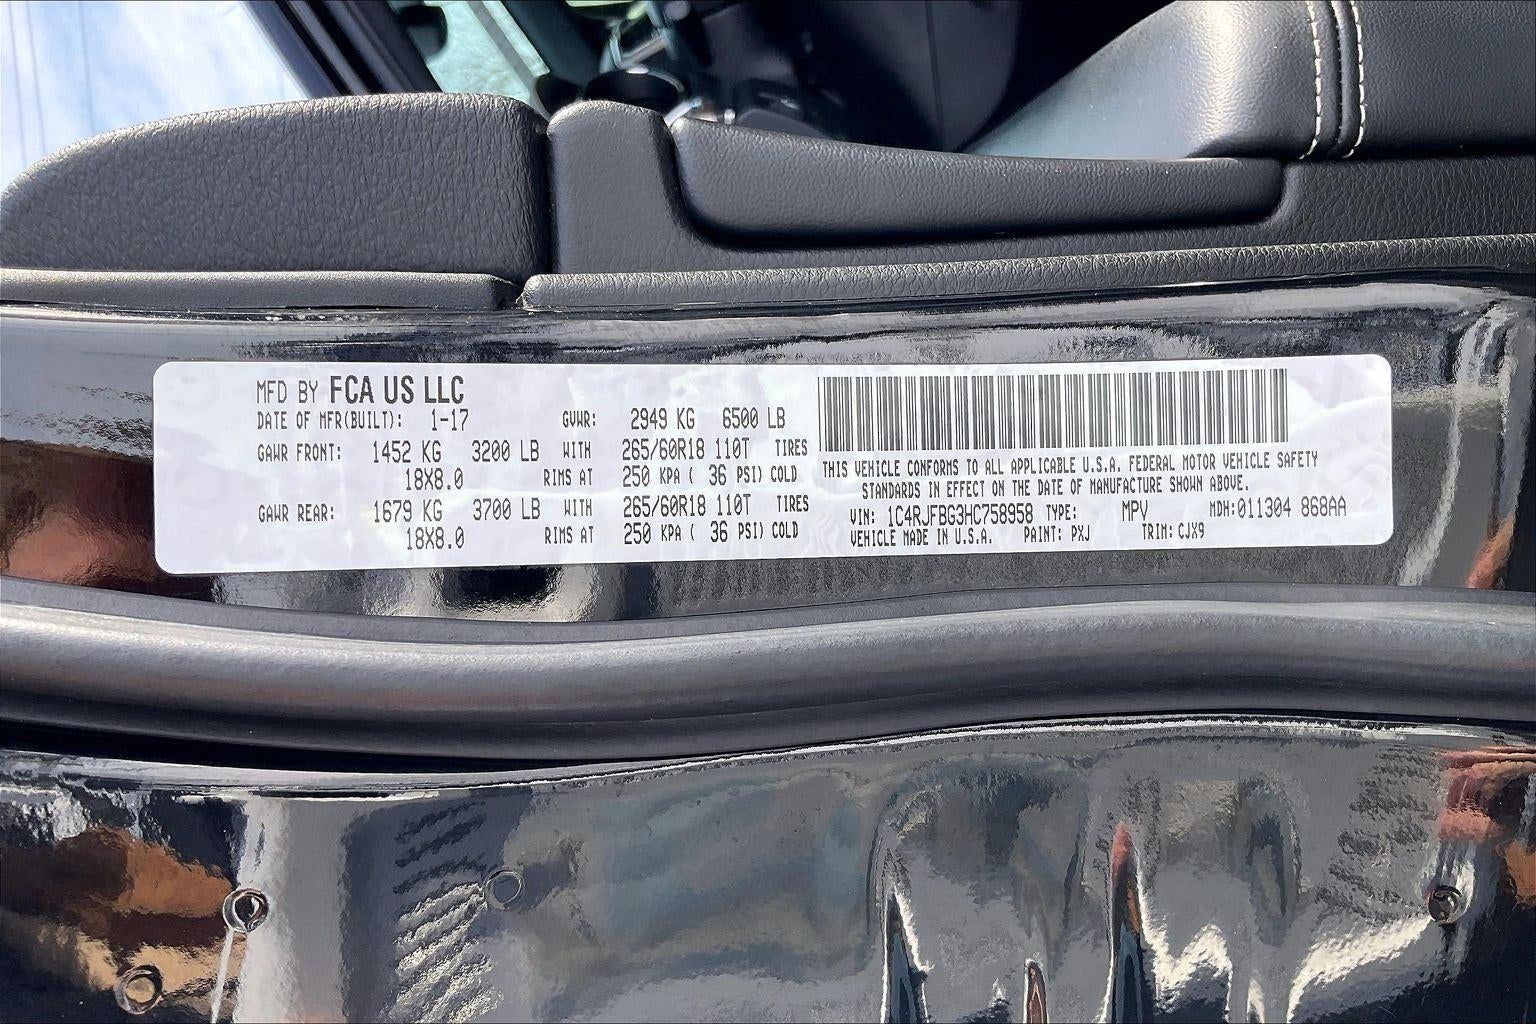 MFD BY FCA US LLC
DATE OF MFR(BUILT): 1-17 GVWR: 2949 KG 6500 LB
GAWR FRONT: 1452 KG 3200 LB WITH 265/60R18 110T TIRES
18X8.0 RIMS AT 250 KPA ( 36 PSI) COLD
GAWR REAR: 1679 KG 3700 LB WITH 265/60R18 110T TIRES
18X8.0 RIMS AT 250 KPA ( 36 PSI) COLD
THIS VEHICLE CONFORMS TO ALL APPLICABLE U.S.A. FEDERAL MOTOR VEHICLE SAFETY
STANDARDS IN EFFECT ON THE DATE OF MANUFACTURE SHOWN ABOVE.
VIN: 1C4RJFBG3HC758958 TYPE: MPV MDH:011304 868AA
VEHICLE MADE IN U.S.A. PAINT: PXJ TRIM: CJX9